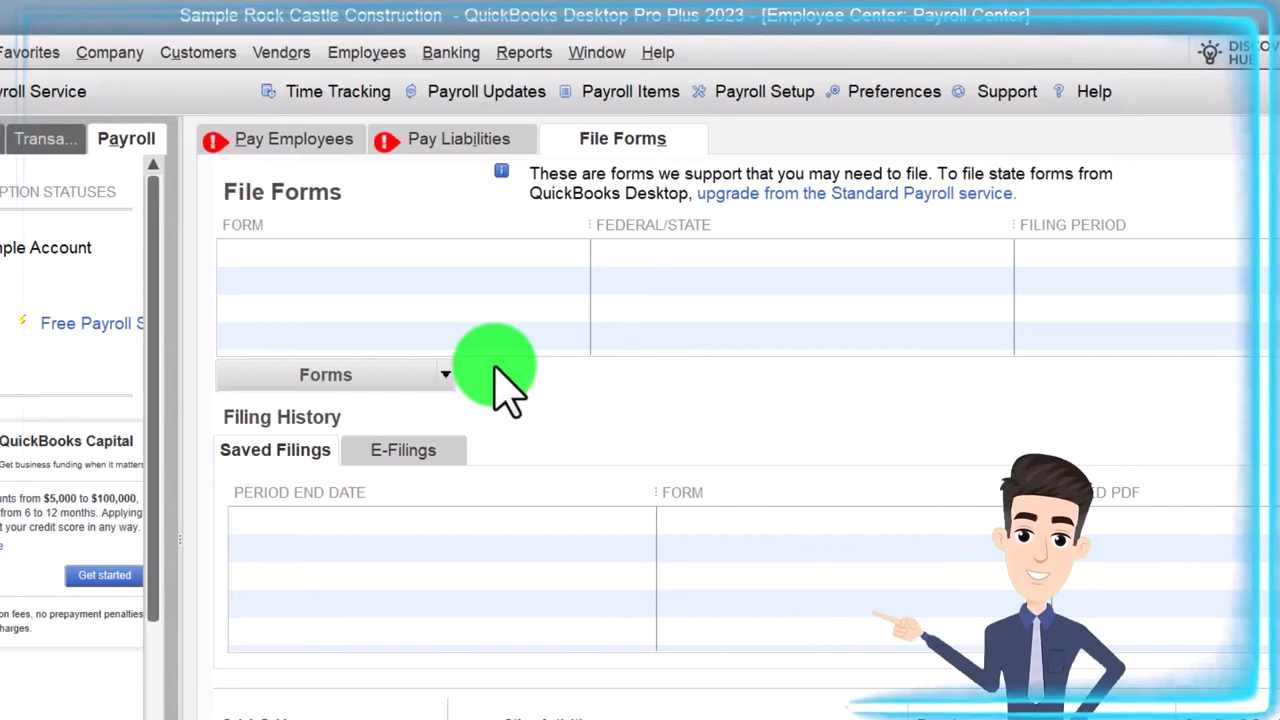 Sample Rock Castle Construction - QuickBooks Desktop Pro Plus 2023 - [Employee Center: Payroll Center]
Favorites Company Customers Vendors Employees Banking Reports Window Help
DISCOV
HUB
roll Service Time Tracking Payroll Updates Payroll Items Payroll Setup Preferences Support Help
Transa... Payroll Pay Employees Pay Liabilities File Forms
These are forms we support that you may need to file. To file state forms from
QuickBooks Desktop, upgrade from the Standard Payroll service.
PTION STATUSES
File Forms
FORM FEDERAL/STATE FILING PERIOD
mple Account
Free Payroll S
Forms
Filing History
QuickBooks Capital
Get business funding when it matters
Saved Filings E-Filings
PERIOD END DATE FORM ED PDF
nts from $5,000 to $100,000,
from 6 to 12 months. Applying
t your credit score in any way.
e
Get started
on fees, no prepayment penalties
harges.